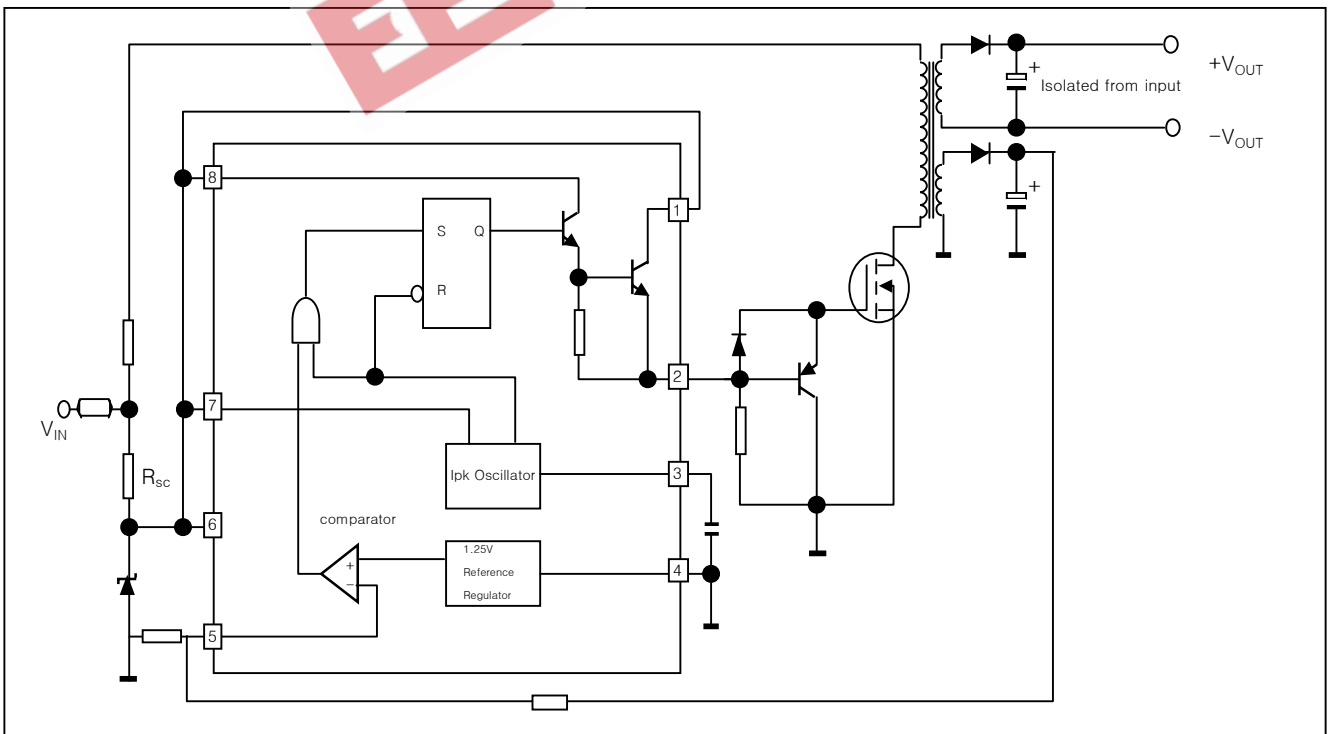 +VOUT
+
Isolated from input
-VOUT
+
8
1
S Q
R
2
7
VIN
Ipk Oscillator
3
Rsc
6
comparator
1.25V
Reference
Regulator
+
−
4
5